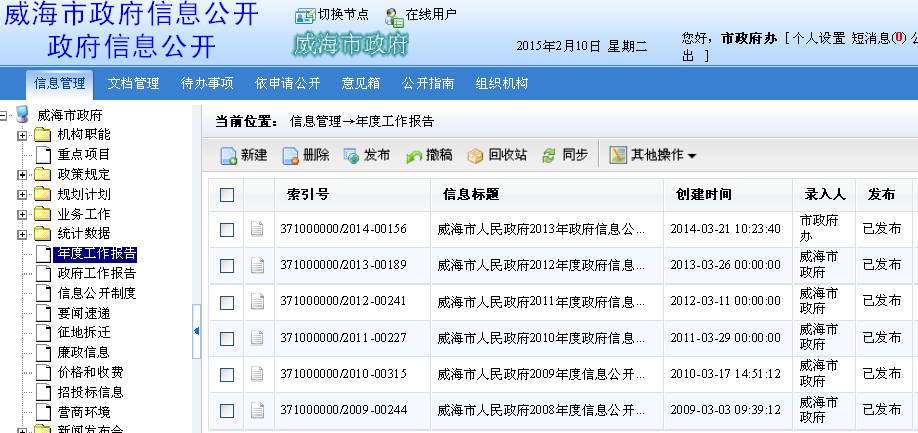 威海市政府信息公开
政府信息公开
切换节点 在线用户
威海市政府
2015年2月10日 星期二
您好，市政府办 [ 个人设置 短消息(0) 公
出 ]
信息管理 文档管理 待办事项 依申请公开 意见箱 公开指南 组织机构
威海市政府
机构职能
重点项目
政策规定
规划计划
业务工作
统计数据
年度工作报告
政府工作报告
信息公开制度
要闻速递
征地拆迁
廉政信息
价格和收费
招投标信息
营商环境
新闻发布会
当前位置： 信息管理→年度工作报告
新建 删除 发布 撤稿 回收站 同步 其他操作
索引号 信息标题 创建时间 录入人 发布
371000000/2014-00156 威海市人民政府2013年政府信息公... 2014-03-21 10:23:40 市政府办 已发布
371000000/2013-00189 威海市人民政府2012年度政府信息... 2013-03-26 00:00:00 威海市政府 已发布
371000000/2012-00241 威海市人民政府2011年度政府信息... 2012-03-11 00:00:00 威海市政府 已发布
371000000/2011-00227 威海市人民政府2010年度政府信息... 2011-03-29 00:00:00 威海市政府 已发布
371000000/2010-00315 威海市人民政府2009年度信息公开... 2010-03-17 14:51:12 威海市政府 已发布
371000000/2009-00244 威海市人民政府2008年度信息公开... 2009-03-03 09:39:12 威海市政府 已发布